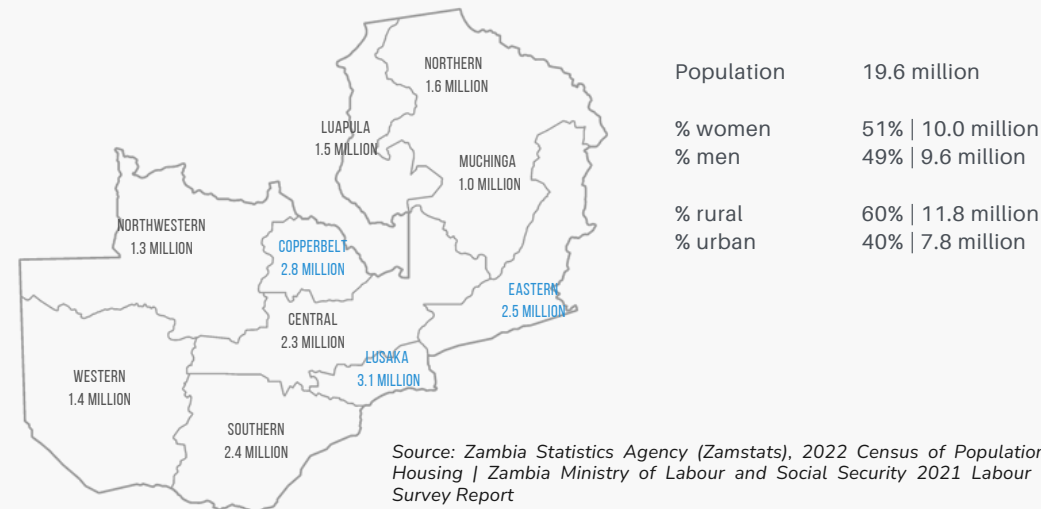 NORTHERN
1.6 MILLION
LUAPULA
1.5 MILLION
MUCHINGA
1.0 MILLION
NORTHWESTERN
1.3 MILLION
COPPERBELT
2.8 MILLION
EASTERN
2.5 MILLION
CENTRAL
2.3 MILLION
LUSAKA
3.1 MILLION
WESTERN
1.4 MILLION
SOUTHERN
2.4 MILLION
Population 19.6 million
% women 51% | 10.0 million
% men 49% | 9.6 million
% rural 60% | 11.8 million
% urban 40% | 7.8 million
Source: Zambia Statistics Agency (Zamstats), 2022 Census of Population
Housing | Zambia Ministry of Labour and Social Security 2021 Labour
Survey Report